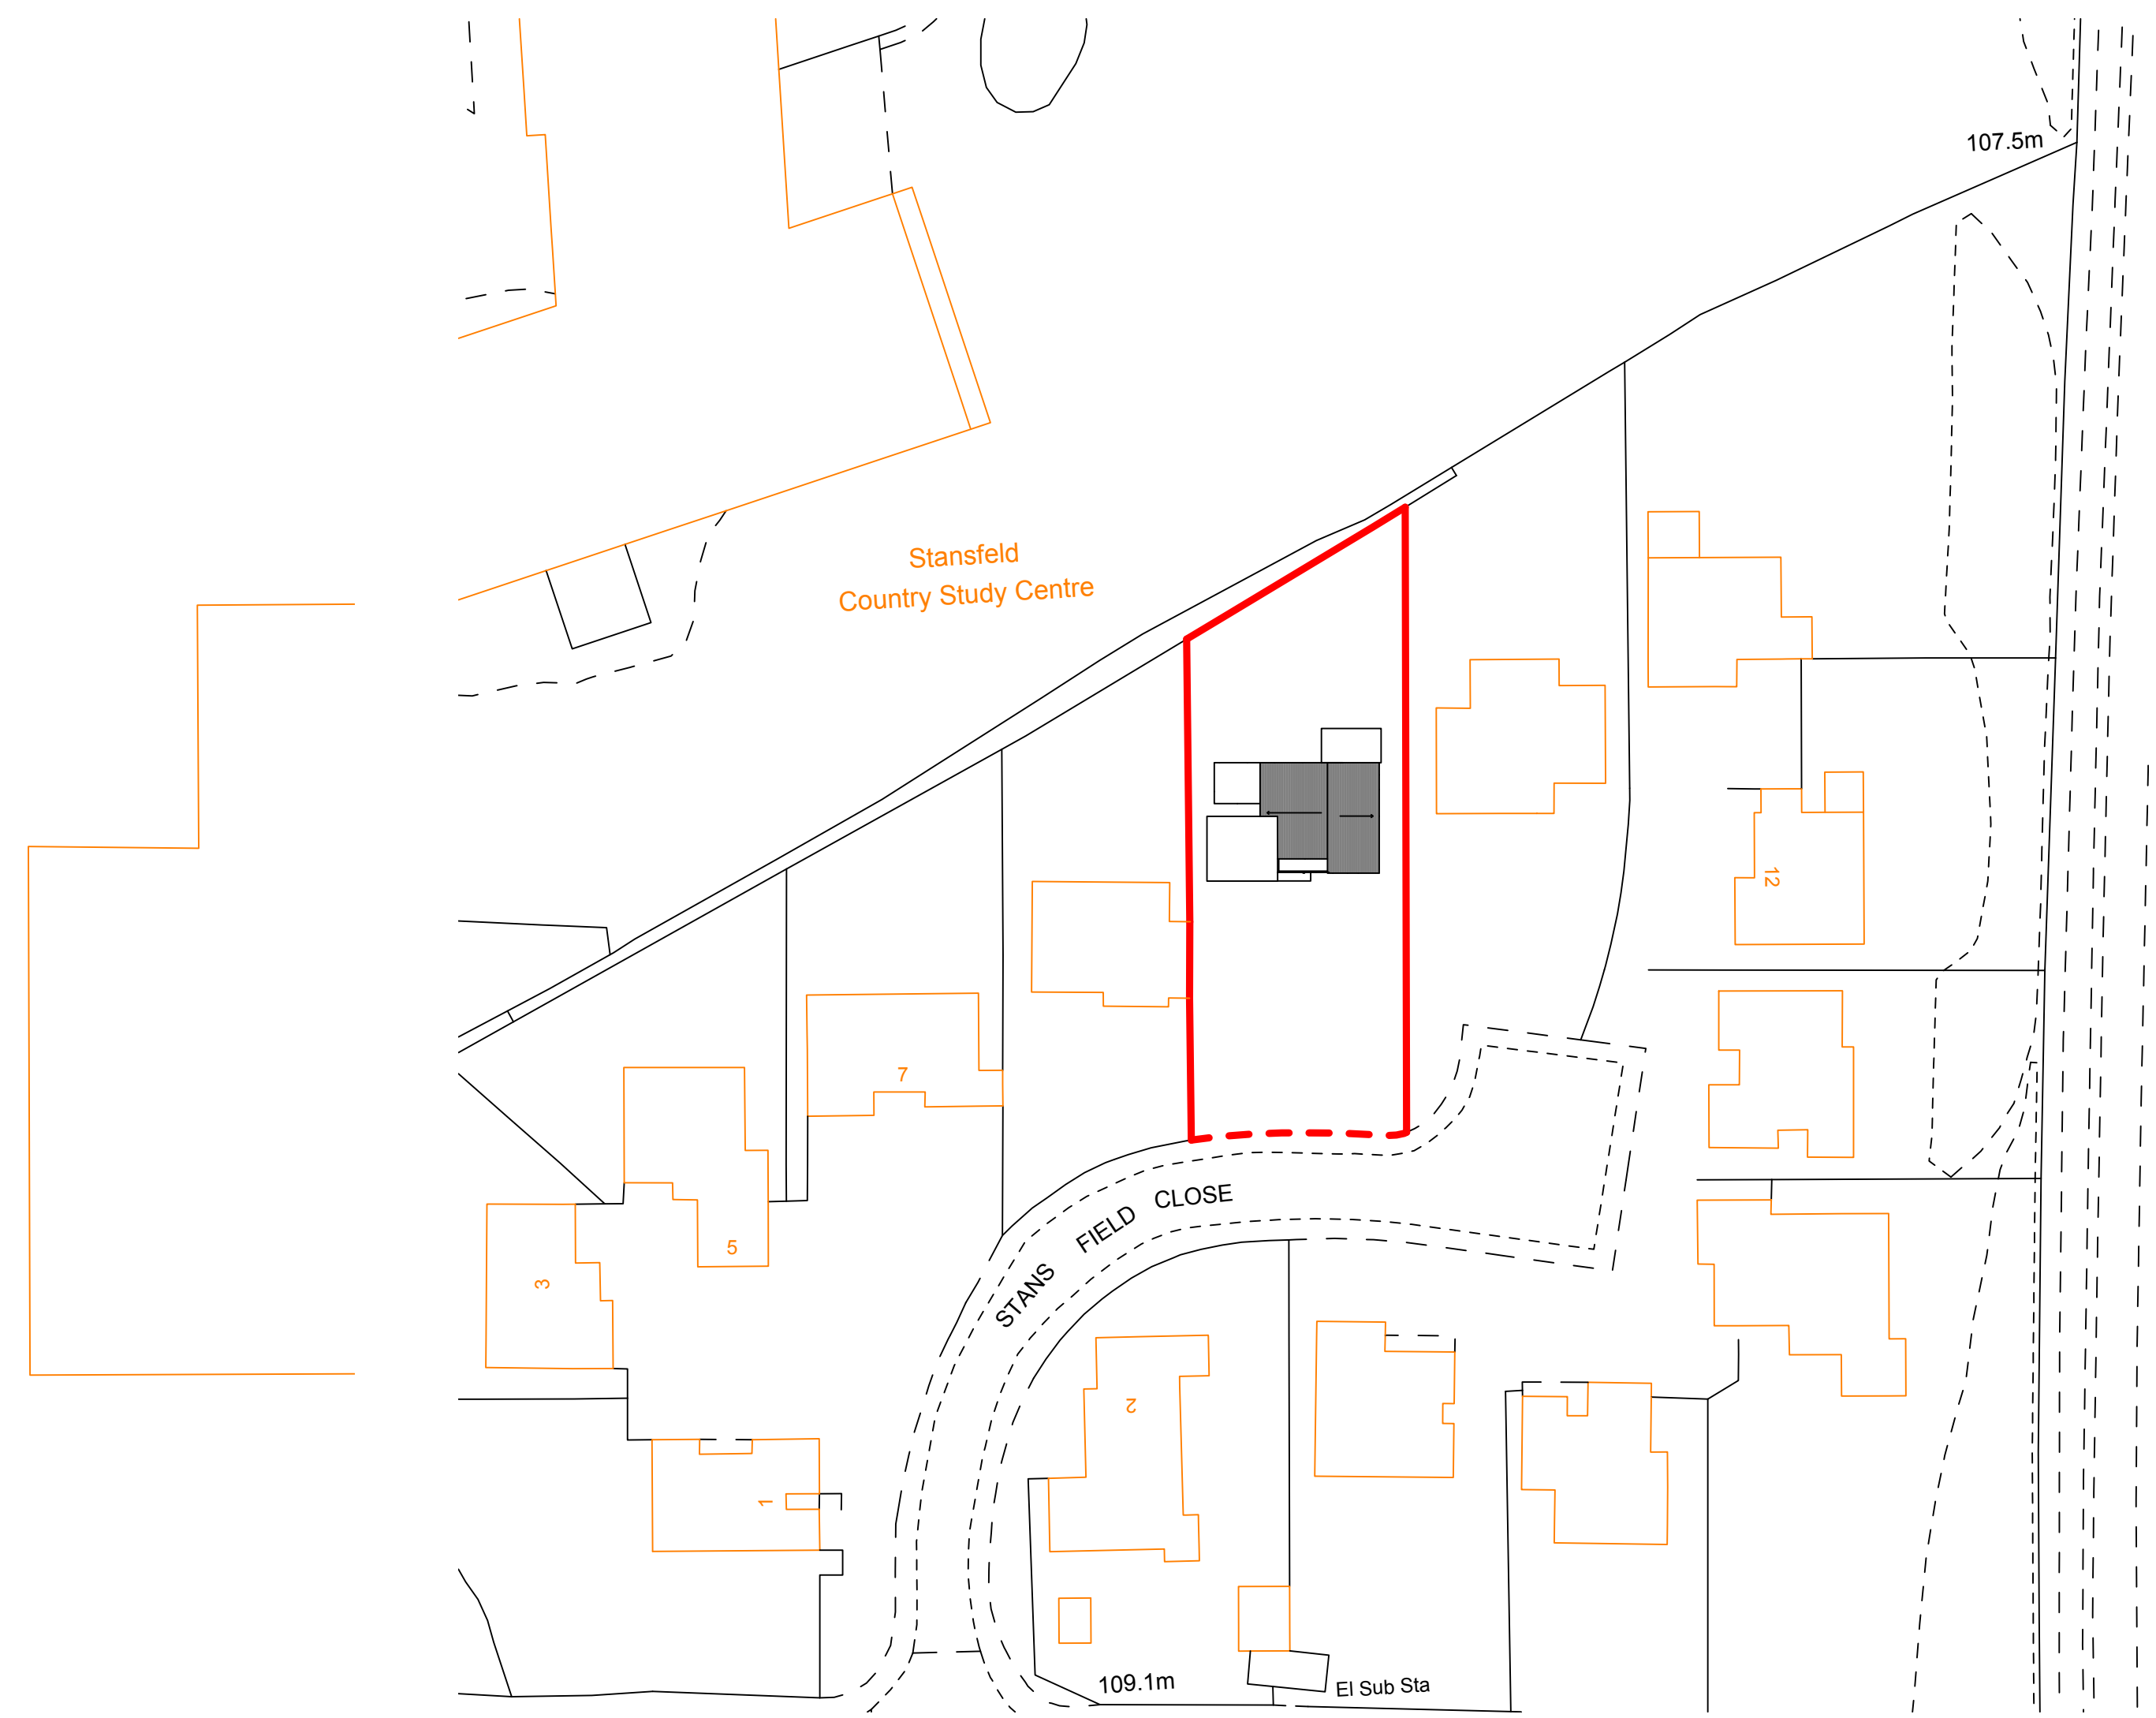 107.5m
Stansfeld
Country Study Centre
12
7
5
3
STANS FIELD CLOSE
2
1
109.1m
El Sub Sta